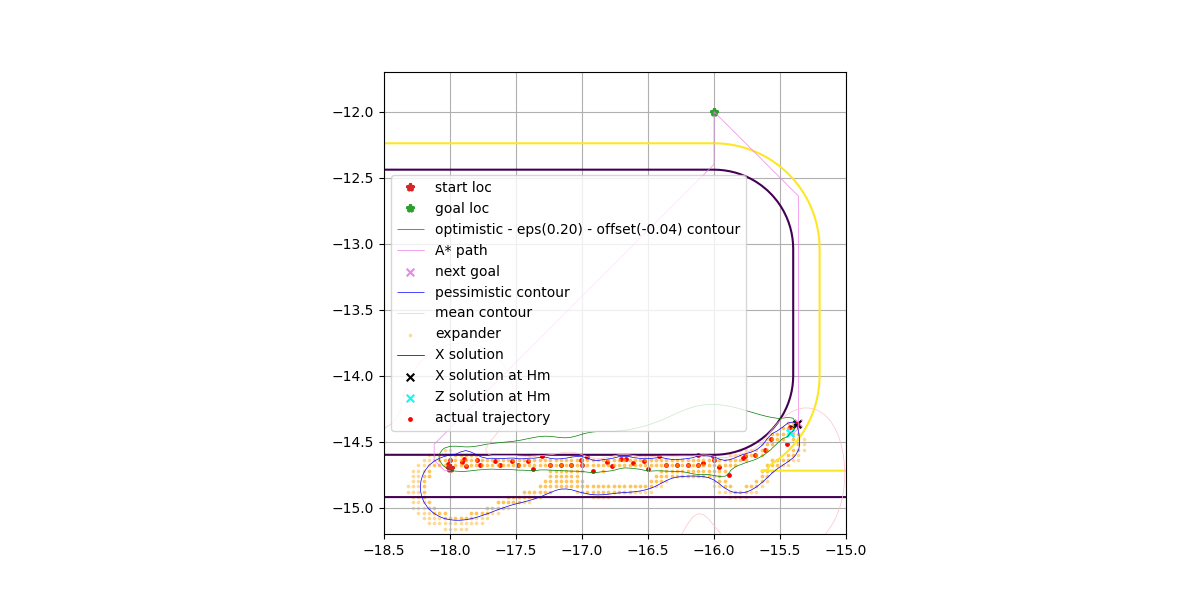 −12.0
−12.5
−13.0
−13.5
−14.0
−14.5
−15.0
start loc
goal loc
optimistic - eps(0.20) - offset(-0.04) contour
A* path
next goal
pessimistic contour
mean contour
expander
X solution
X solution at Hm
Z solution at Hm
actual trajectory
−18.5 −18.0 −17.5 −17.0 −16.5 −16.0 −15.5 −15.0